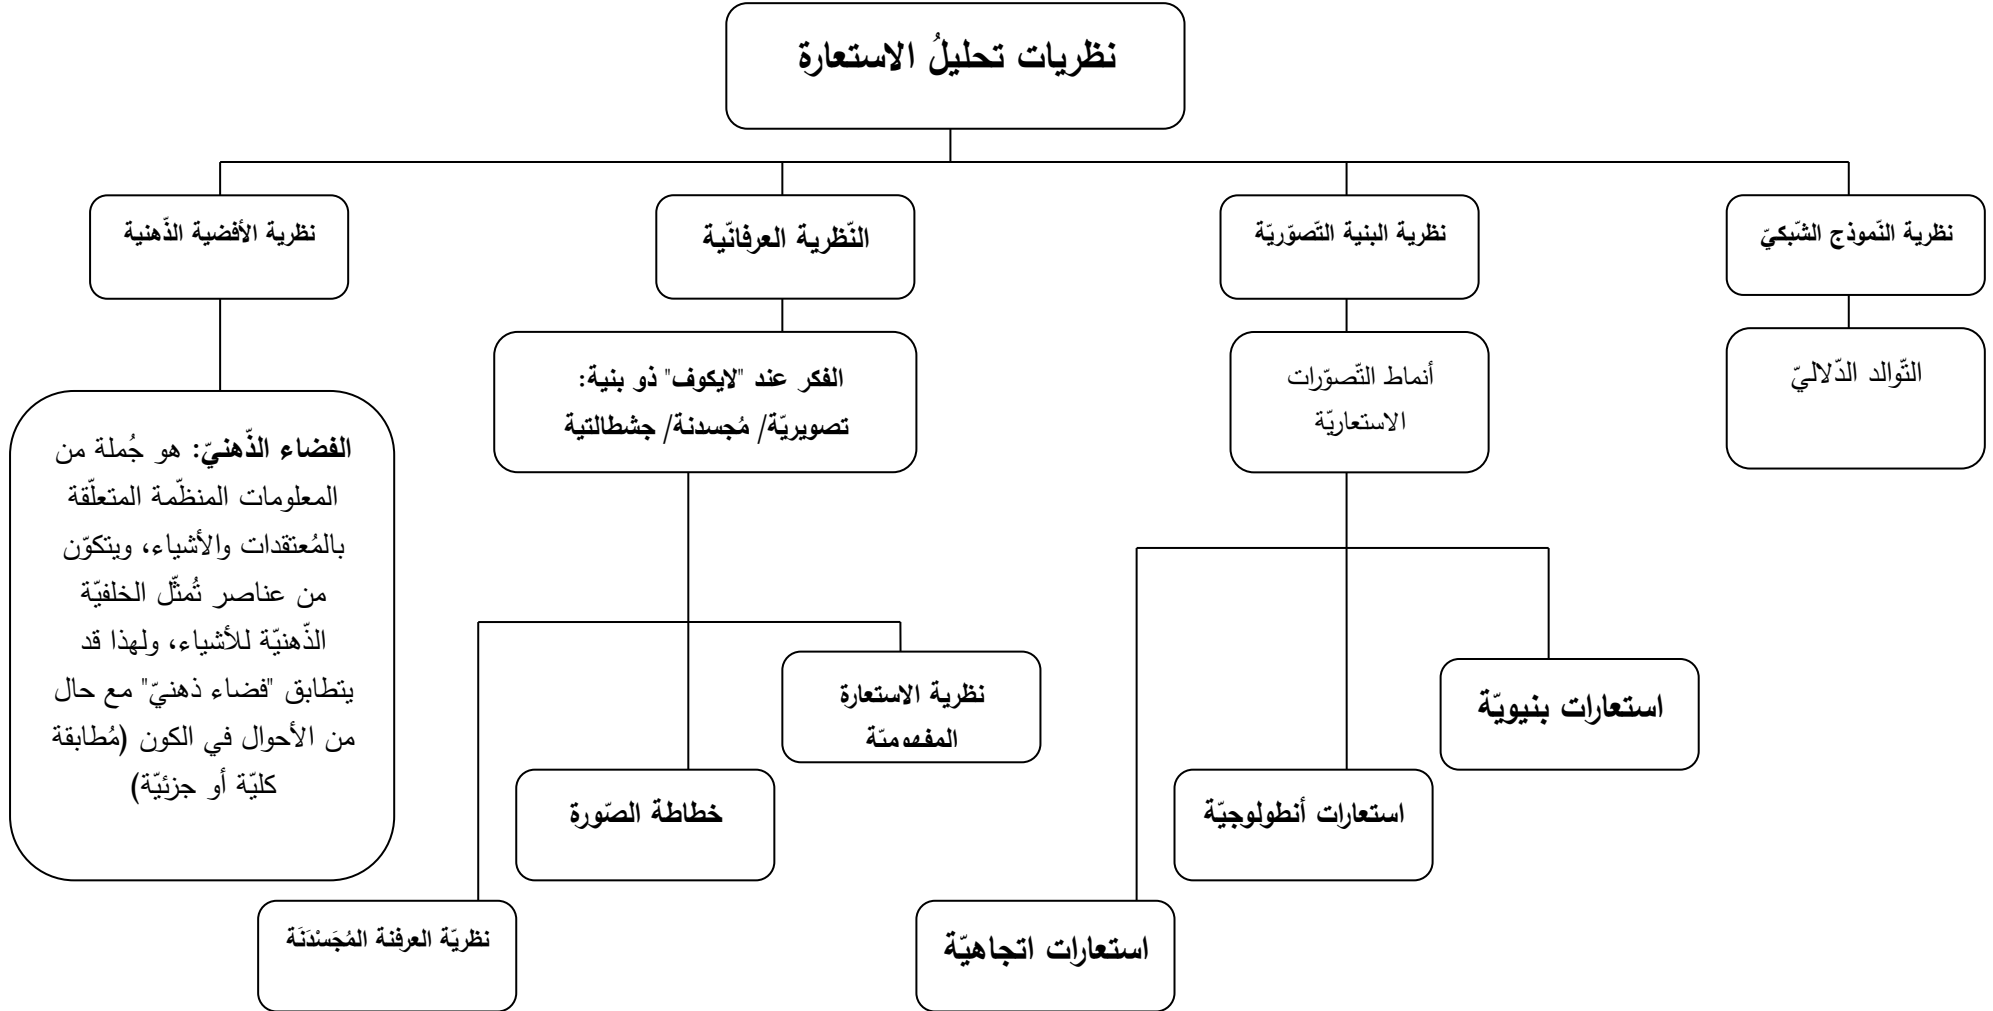 نظريات تحليلُ الاستعارة
نظرية النّموذج الشّبكيّ
نظرية البنية التّصوّريّة
النّظرية العرفانّية
نظرية الأفضية الذّهنية
التّوالد الدّلاليّ
أنماط التّصوّرات
الاستعاريّة
الفكر عند "لايكوف" ذو بنية:
تصويريّة/ مُجسدنة/ جشطالتية
الفضاء الذّهنيّ: هو جُملة من
المعلومات المنظّمة المتعلّقة
بالمُعتقدات والأشياء، ويتكوّن
من عناصر تُمثّل الخلفيّة
الذّهنيّة للأشياء، ولهذا قد
يتطابق "فضاء ذهنيّ" مع حال
من الأحوال في الكون (مُطابقة
كليّة أو جزئيّة)
استعارات بنيويّة
استعارات أنطولوجيّة
استعارات اتجاهيّة
نظرية الاستعارة
المفهوميّة
خطاطة الصّورة
نظريّة العرفنة المُجَسْدَنَة